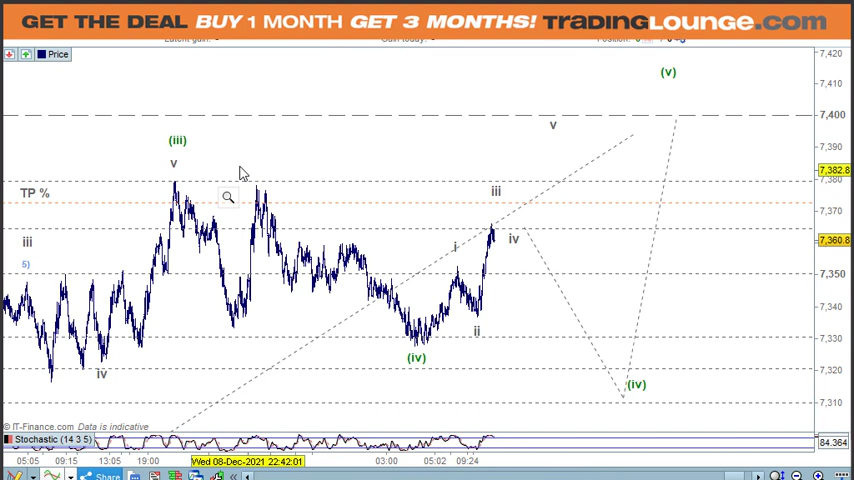 GET THE DEAL BUY 1 MONTH GET 3 MONTHS! TRADINGLOUNGE.com
Price
7,420
(v)
7,410
7,400
v
(iii)
7,390
v
7,382.8
7,380
TP %
iii
7,370
iii
iv
7,360.8
i
5)
7,350
7,340
ii
7,330
(iv)
iv
7,320
(iv)
7,310
© IT-Finance.com Data is indicative
Stochastic (14 3 5)
84.364
05:05 09:15 13:05 19:00 Wed 08-Dec-2021 22:42:01 03:00 05:02 09:24
Share